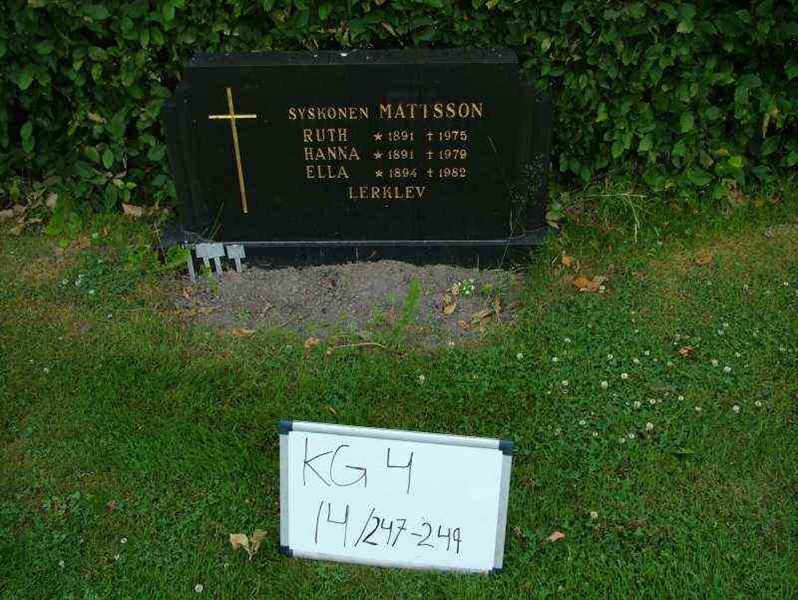 SYSKONEN MATTSSON
RUTH * 1891 † 1975
HANNA * 1891 † 1979
ELLA * 1894 † 1982
LERKLEV
KG 4
14/247-249